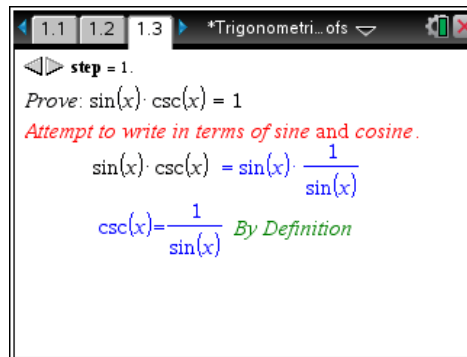 1.1 1.2 1.3 *Trigonometri…ofs
step = 1.
Prove: sin(x)· csc(x) = 1
Attempt to write in terms of sine and cosine.
sin(x)· csc(x) = sin(x)· 1/sin(x)
csc(x)= 1/sin(x) By Definition